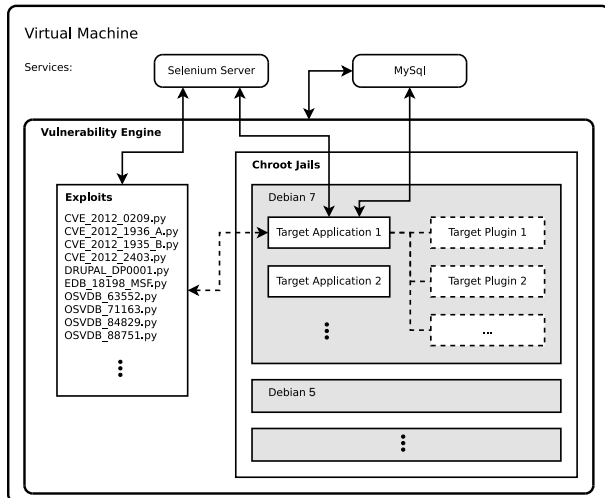 Virtual Machine
Services:
Selenium Server
MySql
Vulnerability Engine
Exploits
CVE_2012_0209.py
CVE_2012_1936_A.py
CVE_2012_1935_B.py
CVE_2012_2403.py
DRUPAL_DP0001.py
EDB_18198_MSF.py
OSVDB_63552.py
OSVDB_71163.py
OSVDB_84829.py
OSVDB_88751.py
Chroot Jails
Debian 7
Target Application 1
Target Plugin 1
Target Application 2
Target Plugin 2
...
Debian 5